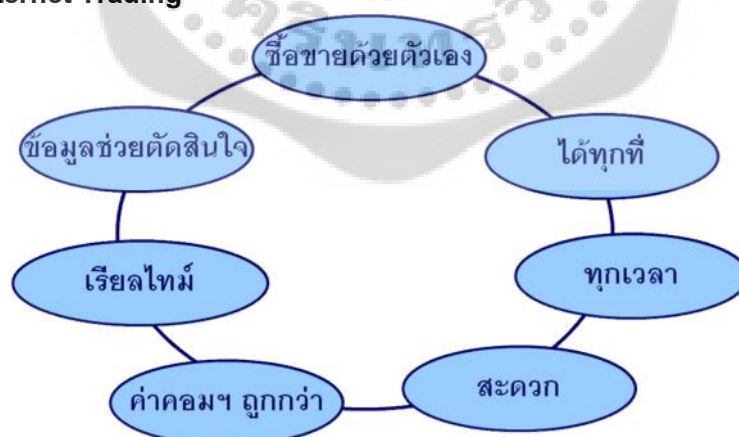 ernet Trading
ซื้อขายด้วยตัวเอง
ได้ทุกที่
ทุกเวลา
สะดวก
ค่าคอมฯ ถูกกว่า
เรียลไทม์
ข้อมูลช่วยตัดสินใจ